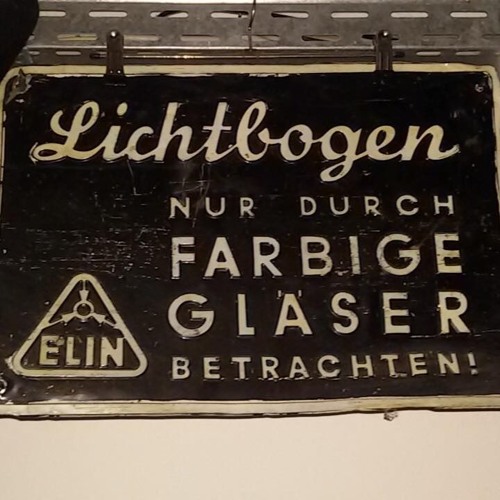 Lichtbogen
NUR DURCH
FARBIGE
GLÄSER
BETRACHTEN!
ELIN